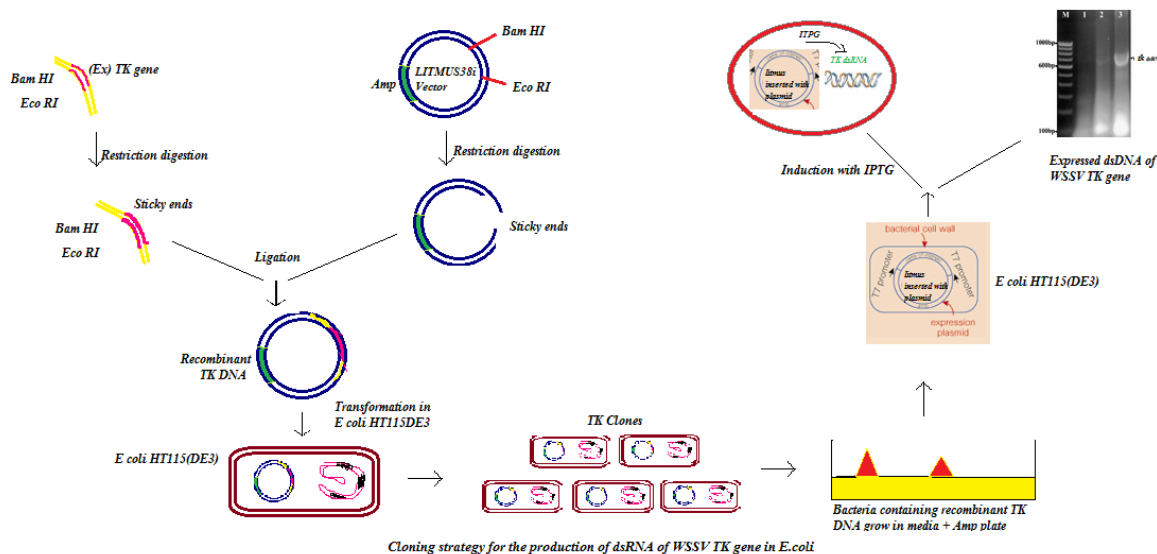 Bam HI
(Ex) TK gene
Eco RI
Restriction digestion
Bam HI
Sticky ends
Eco RI
Bam HI
LITMUS38i
Vector
Amp
Eco RI
Restriction digestion
Sticky ends
Ligation
Recombinant
TK DNA
Transformation in
E coli HT115DE3
E coli HT115(DE3)
TK Clones
Bacteria containing recombinant TK
DNA grow in media + Amp plate
bacterial cell wall
T7 promoter
T7 promoter
litmus
inserted with
plasmid
expression
plasmid
E coli HT115(DE3)
Induction with IPTG
ITPG
TK dsRNA
litmus
inserted with
plasmid
M 1 2 3
1000bp
600bp
100bp
tk
Expressed dsDNA of
WSSV TK gene
Cloning strategy for the production of dsRNA of WSSV TK gene in E.coli